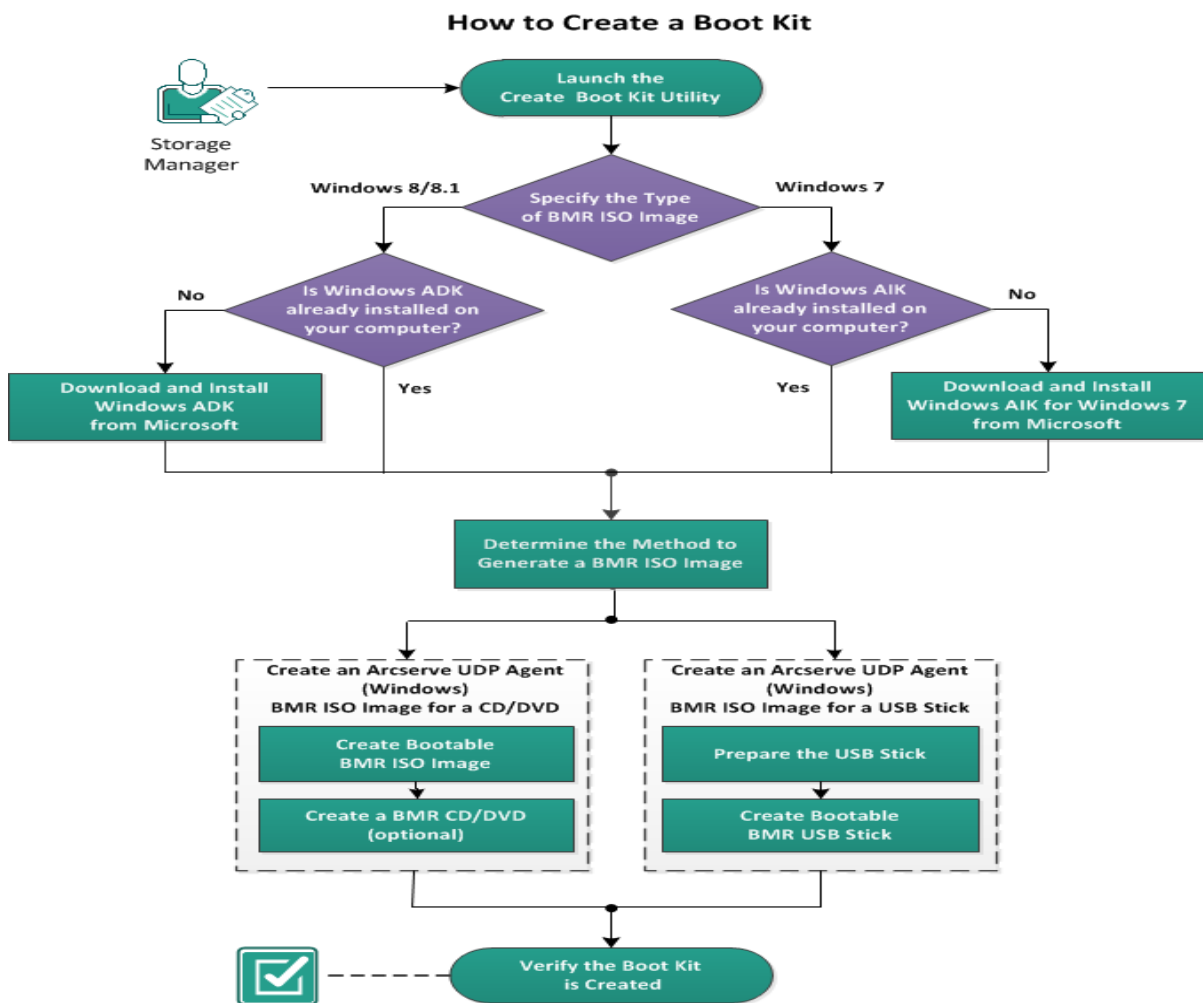 How to Create a Boot Kit
Launch the
Create Boot Kit Utility
Storage
Manager
Windows 8/8.1
Specify the Type
of BMR ISO Image
Windows 7
No
Is Windows ADK
already installed on
your computer?
Is Windows AIK
already installed on
your computer?
No
Download and Install
Windows ADK
from Microsoft
Yes
Yes
Download and Install
Windows AIK for Windows 7
from Microsoft
Determine the Method to
Generate a BMR ISO Image
Create an Arcserve UDP Agent
(Windows)
BMR ISO Image for a CD/DVD
Create Bootable
BMR ISO Image
Create a BMR CD/DVD
(optional)
Create an Arcserve UDP Agent
(Windows)
BMR ISO Image for a USB Stick
Prepare the USB Stick
Create Bootable
BMR USB Stick
Verify the Boot Kit
is Created